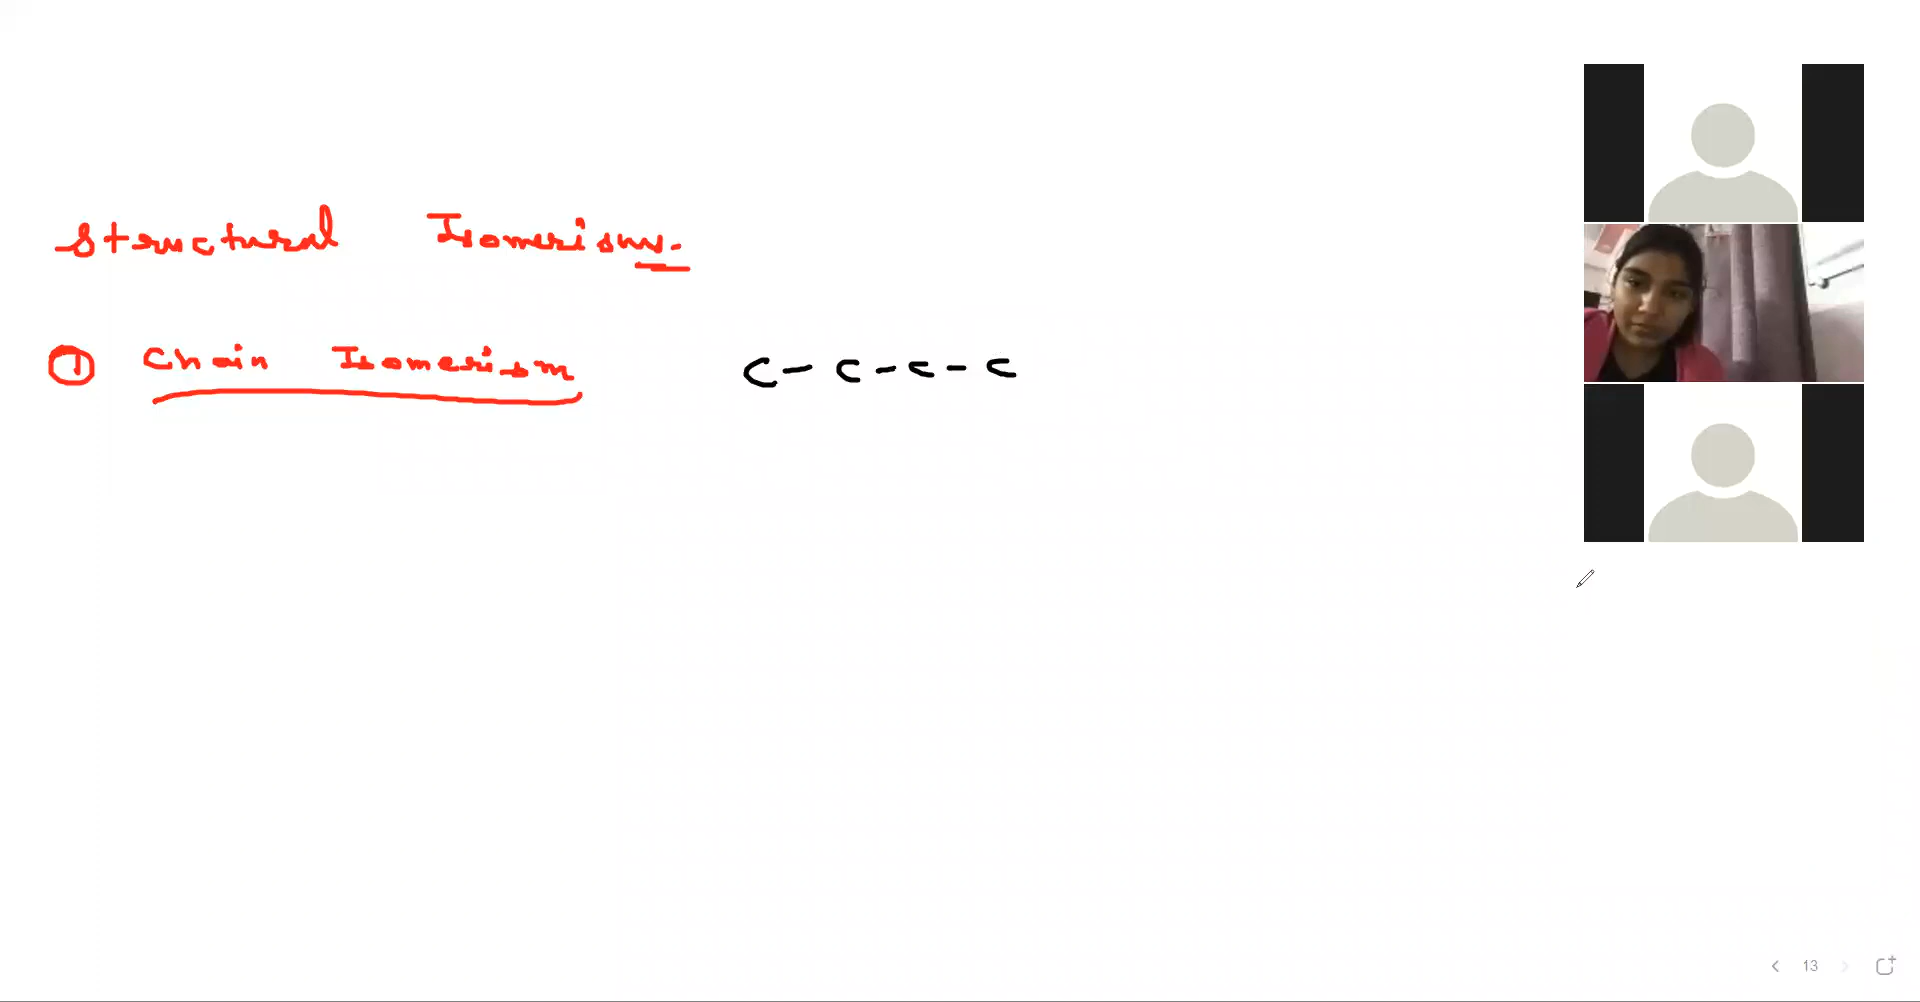 Structural Isomerism.
① Chain Isomerism C - C - C - C
13